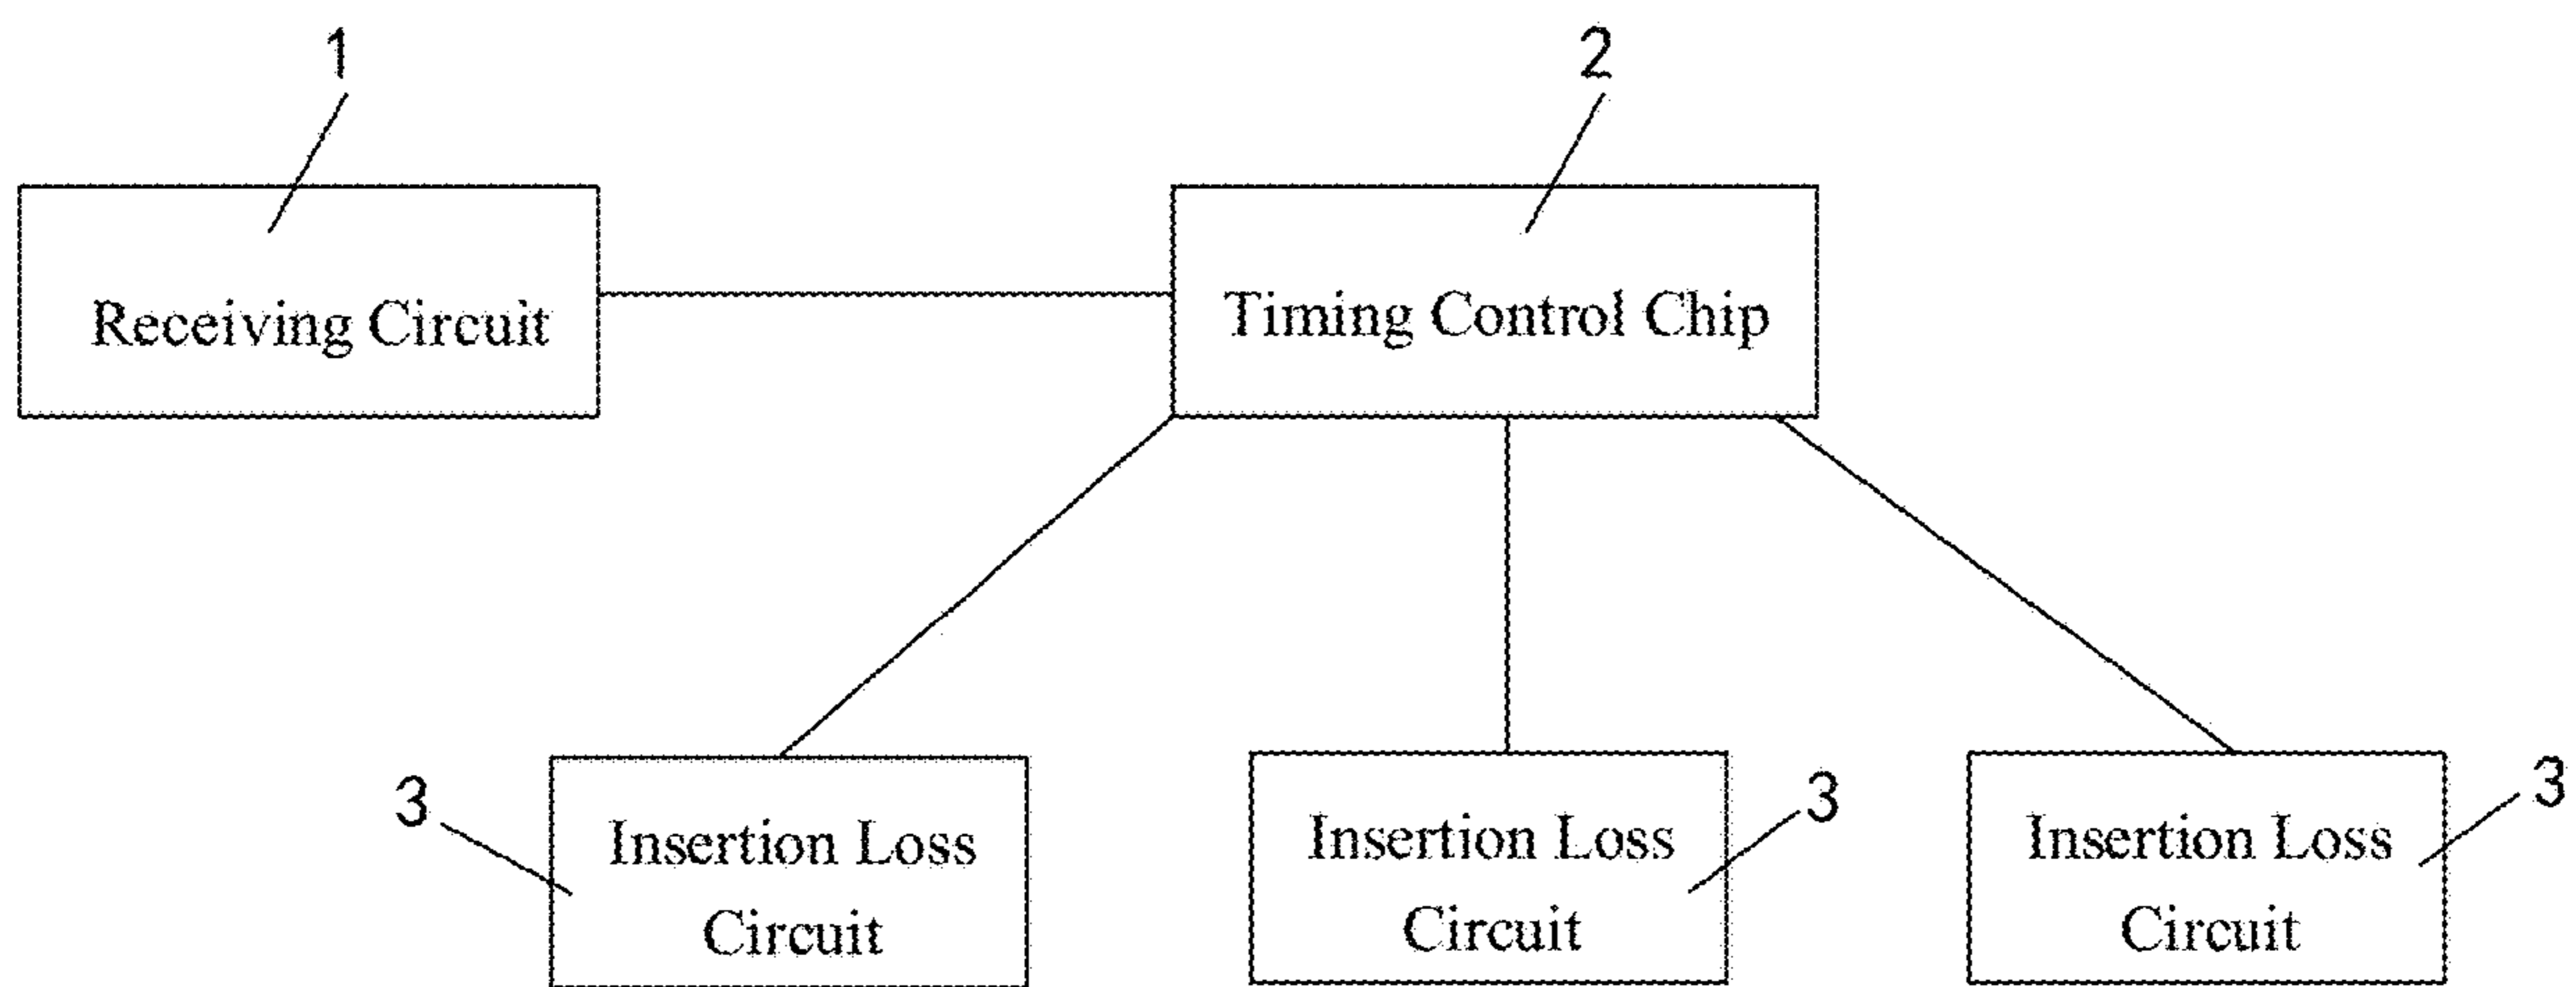 1
2
Receiving Circuit
Timing Control Chip
3
Insertion Loss
Circuit
Insertion Loss
Circuit
3
Insertion Loss
Circuit
3